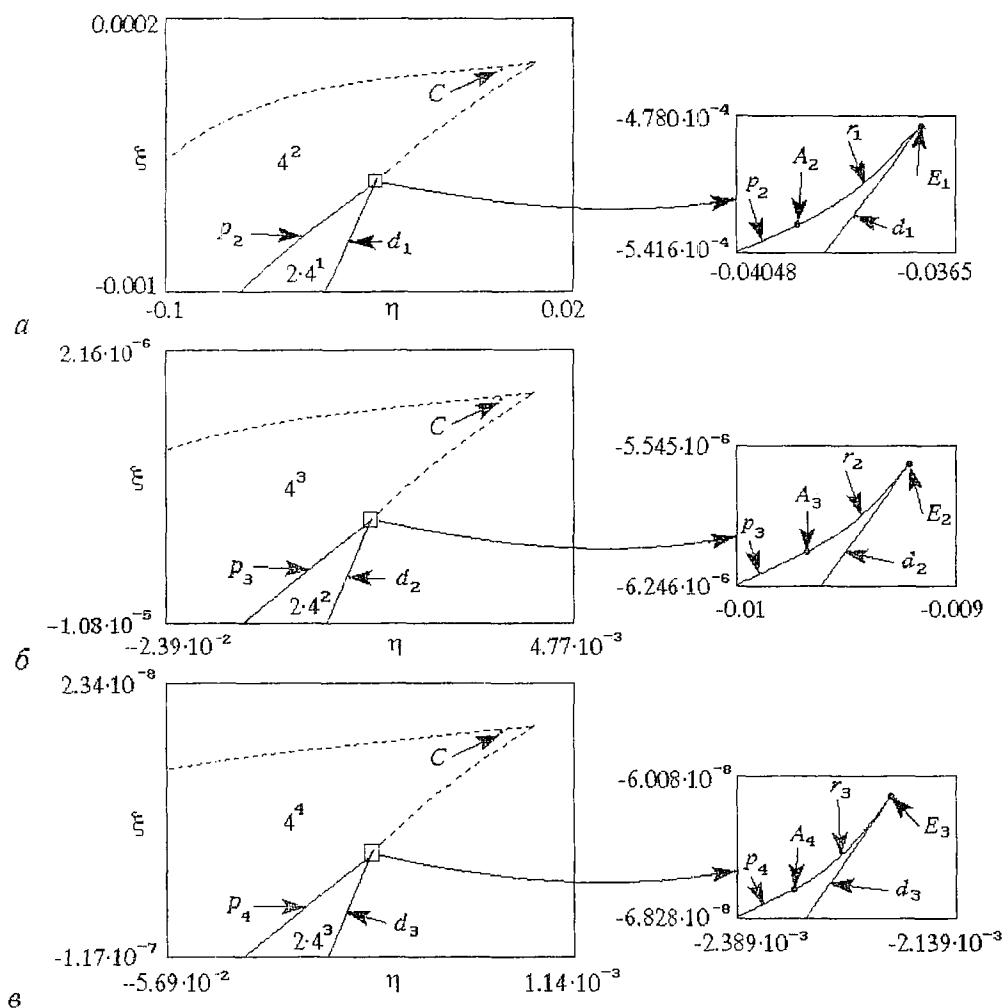 0.0002
ξ
4²
C
p₂
d₁
2·4¹
-0.001
-0.1
η
0.02
-4.780·10⁻⁴
r₁
A₂
p₂
E₁
d₁
-5.416·10⁻⁴
-0.04048
-0.0365
а
2.16·10⁻⁶
ξ
4³
C
p₃
d₂
2·4²
--1.08·10⁻⁵
--2.39·10⁻²
η
4.77·10⁻³
-5.545·10⁻⁶
r₂
A₃
p₃
E₂
d₂
-6.246·10⁻⁶
-0.01
-0.009
б
2.34·10⁻⁸
ξ
4⁴
C
p₄
d₃
2·4³
-1.17·10⁻⁷
--5.69·10⁻²
η
1.14·10⁻³
-6.008·10⁻⁸
r₃
A₄
p₄
E₃
d₃
-6.828·10⁻⁸
-2.389·10⁻³
-2.139·10⁻³
в